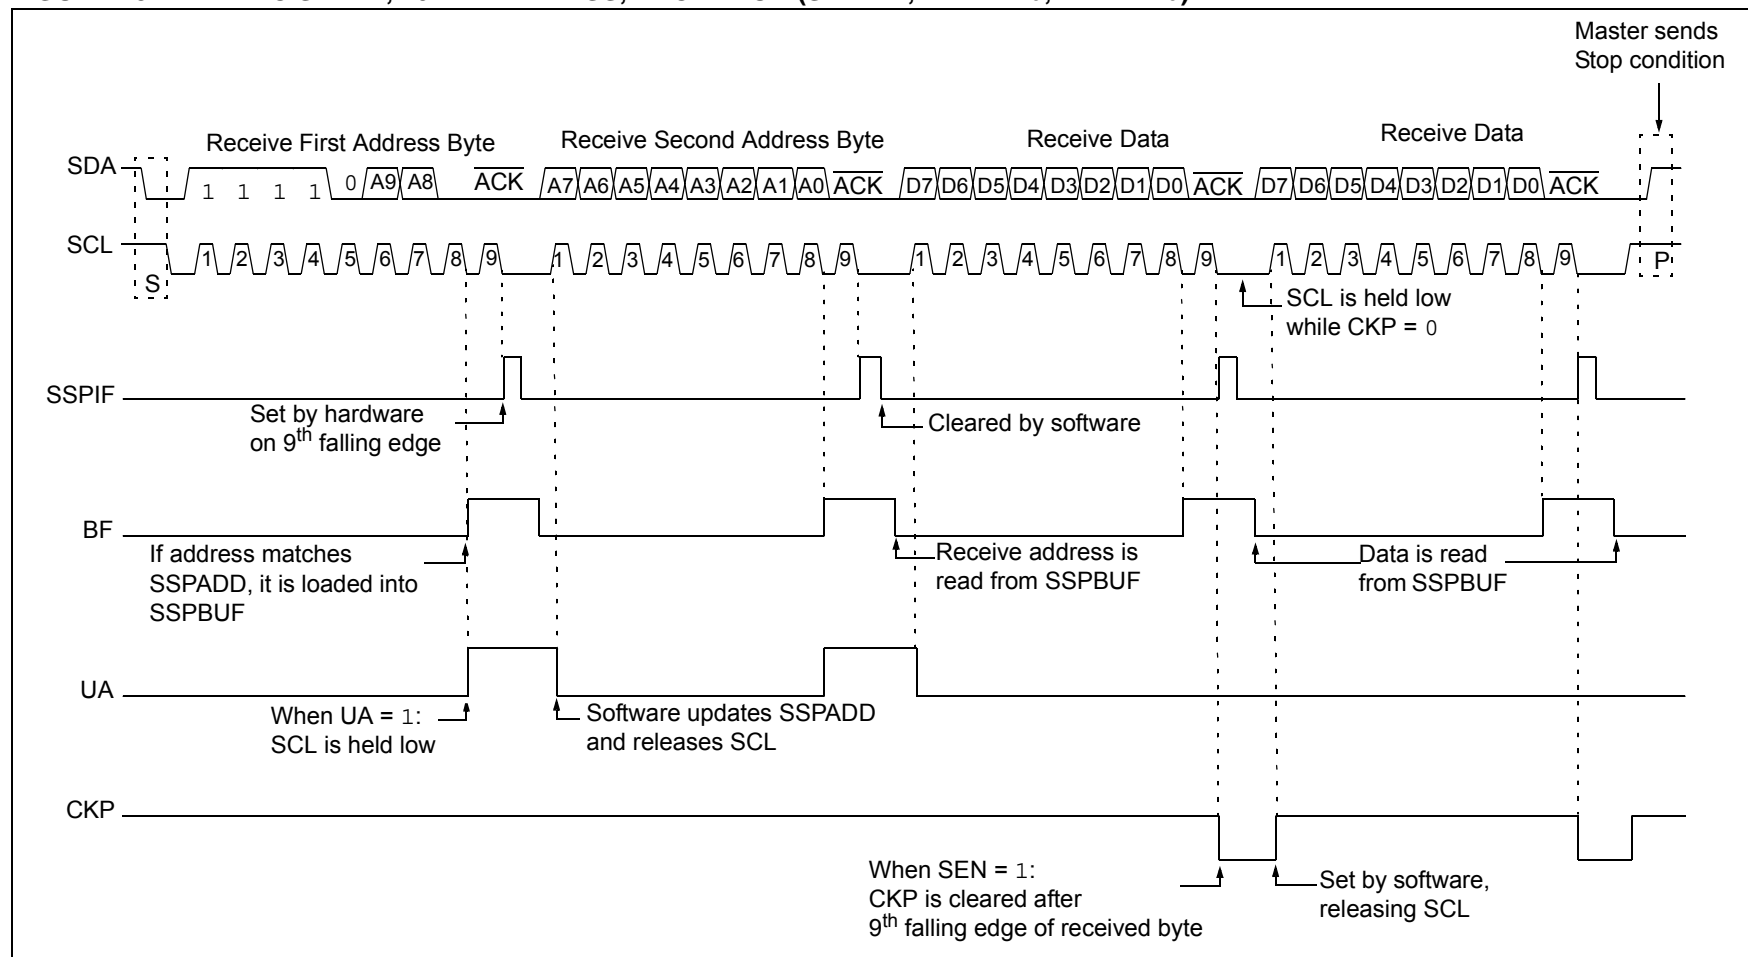 Master sends
Stop condition
Receive First Address Byte
Receive Second Address Byte
Receive Data
Receive Data
SDA
1 1 1 1 0 A9 A8 ACK A7 A6 A5 A4 A3 A2 A1 A0 ACK D7 D6 D5 D4 D3 D2 D1 D0 ACK D7 D6 D5 D4 D3 D2 D1 D0 ACK
SCL
1 2 3 4 5 6 7 8 9 1 2 3 4 5 6 7 8 9 1 2 3 4 5 6 7 8 9 1 2 3 4 5 6 7 8 9 P
S
SCL is held low
while CKP = 0
SSPIF
Set by hardware
on 9th falling edge
Cleared by software
BF
If address matches
SSPADD, it is loaded into
SSPBUF
Receive address is
read from SSPBUF
Data is read
from SSPBUF
UA
When UA = 1:
SCL is held low
Software updates SSPADD
and releases SCL
CKP
When SEN = 1:
CKP is cleared after
9th falling edge of received byte
Set by software,
releasing SCL